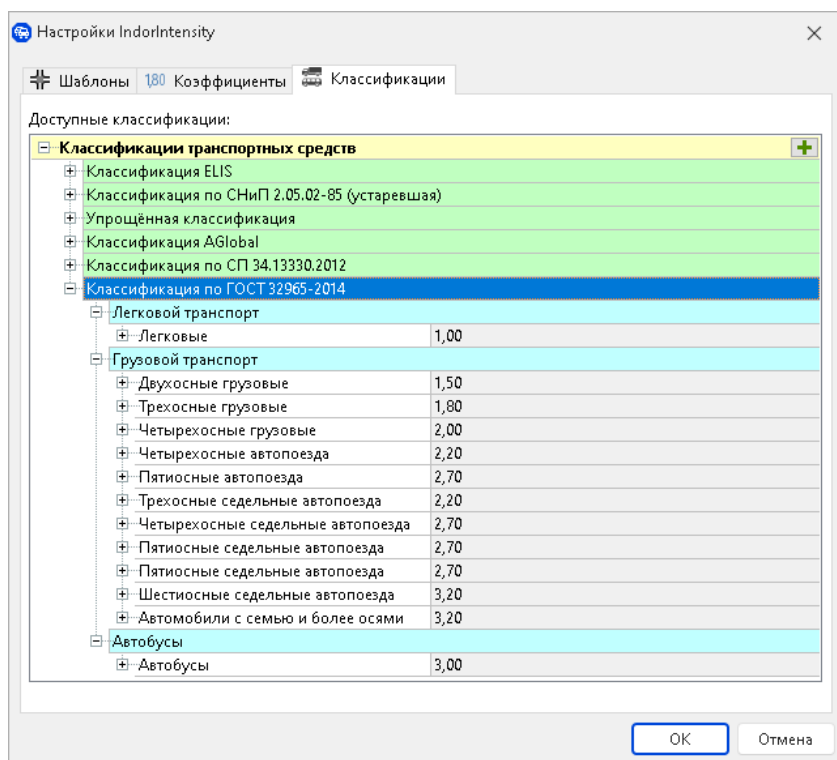 Настройки IndorIntensity
Шаблоны 1,80 Коэффициенты Классификации
Доступные классификации:
Классификации транспортных средств
Классификация ELIS
Классификация по СНиП 2.05.02-85 (устаревшая)
Упрощённая классификация
Классификация AGlobal
Классификация по СП 34.13330.2012
Классификация по ГОСТ 32965-2014
Легковой транспорт
Легковые 1,00
Грузовой транспорт
Двухосные грузовые 1,50
Трехосные грузовые 1,80
Четырехосные грузовые 2,00
Четырехосные автопоезда 2,20
Пятиосные автопоезда 2,70
Трехосные седельные автопоезда 2,20
Четырехосные седельные автопоезда 2,70
Пятиосные седельные автопоезда 2,70
Пятиосные седельные автопоезда 2,70
Шестиосные седельные автопоезда 3,20
Автомобили с семью и более осями 3,20
Автобусы
Автобусы 3,00
ОК Отмена